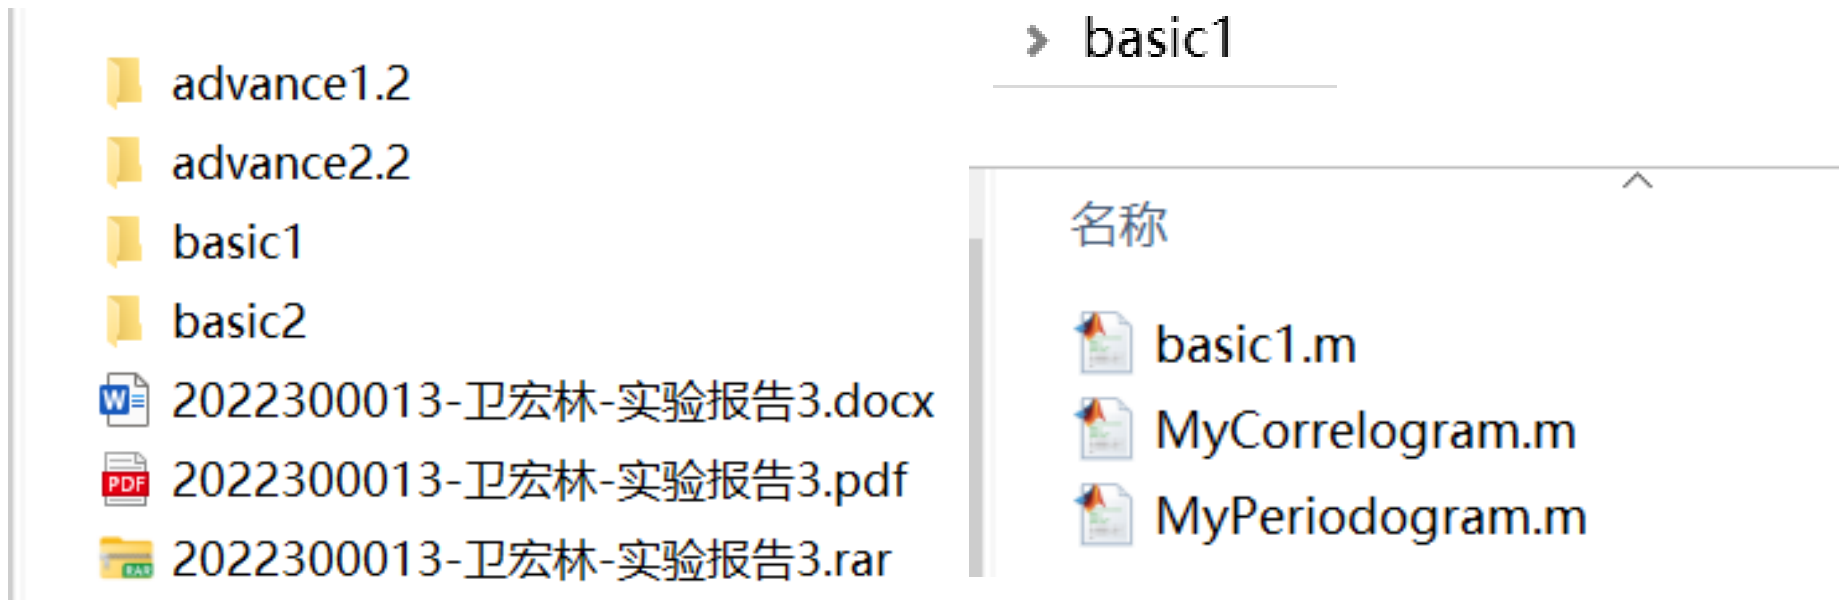 advance1.2
advance2.2
basic1
basic2
2022300013-卫宏林-实验报告3.docx
2022300013-卫宏林-实验报告3.pdf
2022300013-卫宏林-实验报告3.rar
basic1
名称
basic1.m
MyCorrelogram.m
MyPeriodogram.m
W
PDF
RAR